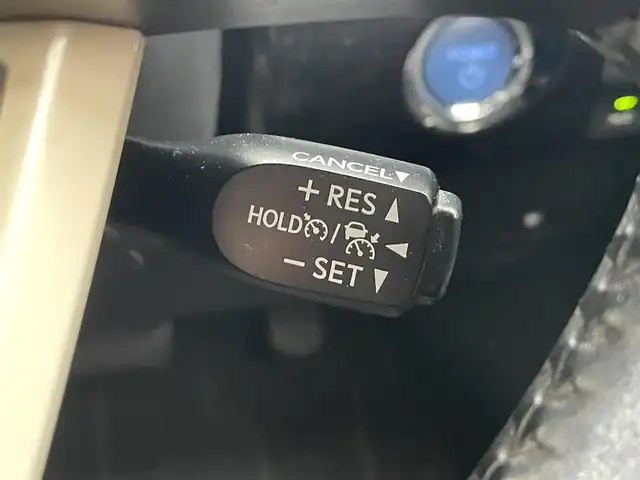 CANCEL▼
+ RES ▲
HOLD / ◀
− SET ▼